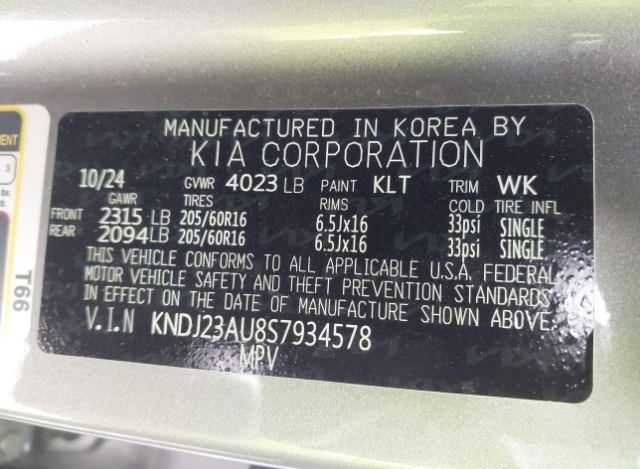 MANUFACTURED IN KOREA BY
KIA CORPORATION
10/24 GVWR 4023 LB PAINT KLT TRIM WK
GAWR TIRES RIMS COLD TIRE INFL
FRONT 2315 LB 205/60R16 6.5Jx16 33psi SINGLE
REAR 2094 LB 205/60R16 6.5Jx16 33psi SINGLE
THIS VEHICLE CONFORMS TO ALL APPLICABLE U.S.A. FEDERAL
MOTOR VEHICLE SAFETY AND THEFT PREVENTION STANDARDS
IN EFFECT ON THE DATE OF MANUFACTURE SHOWN ABOVE.
V.I.N KNDJ23AU8S7934578
MPV
T66
MENT
lbs.